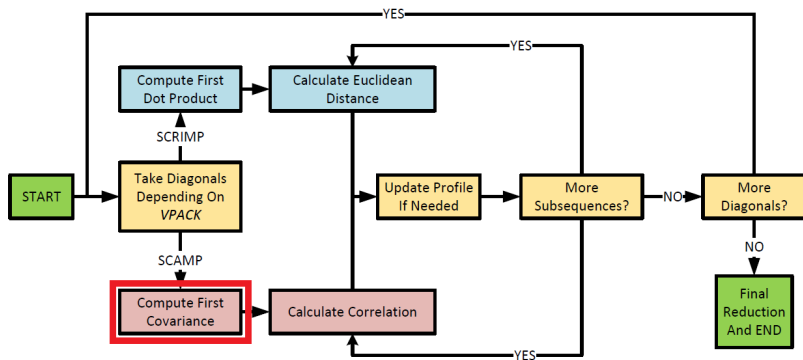 YES
YES
Compute First
Dot Product
Calculate Euclidean
Distance
SCRIMP
START
Take Diagonals
Depending On
VPACK
Update Profile
If Needed
More
Subsequences?
NO
More
Diagonals?
SCAMP
NO
Compute First
Covariance
Calculate Correlation
Final
Reduction
And END
YES